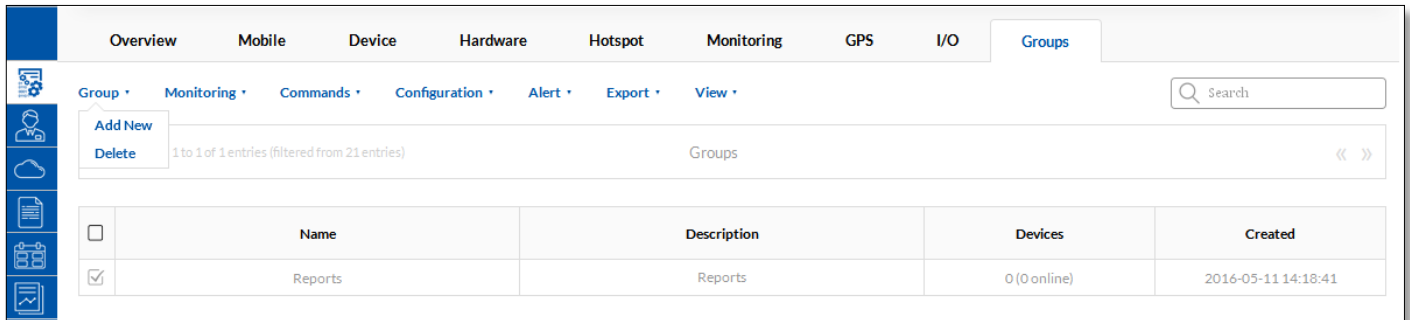 Overview Mobile Device Hardware Hotspot Monitoring GPS I/O Groups
Group Monitoring Commands Configuration Alert Export View Search
Add New
Delete 1 to 1 of 1 entries (filtered from 21 entries) Groups « »
Name Description Devices Created
Reports Reports 0 (0 online) 2016-05-11 14:18:41